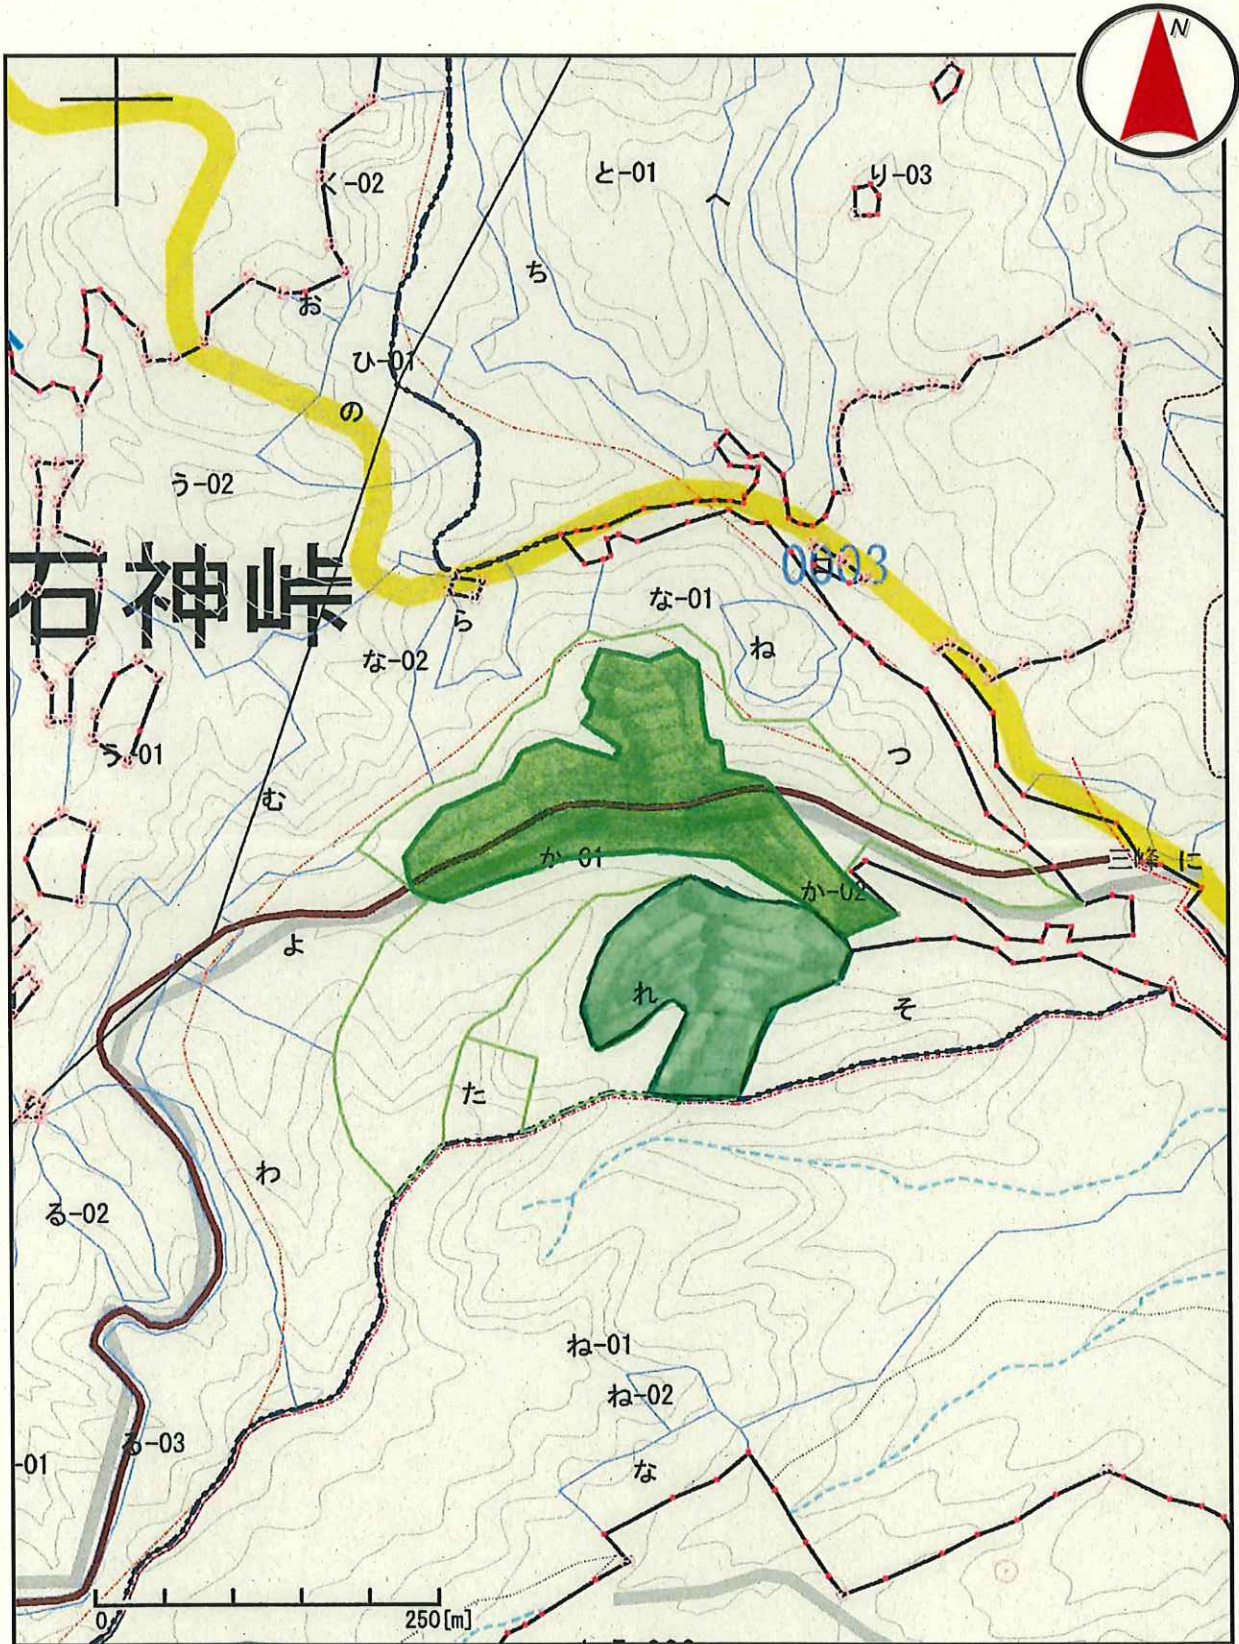 N
と-01
り-03
く-02
へ
ち
お
ひ-01
の
う-02
0003
石神峠
な-01
ら
ね
な-02
う-01
つ
む
か-01
三峰 に
か-02
よ
れ
そ
た
わ
る-02
ね-01
ね-02
る-03
な
-01
0 250[m]